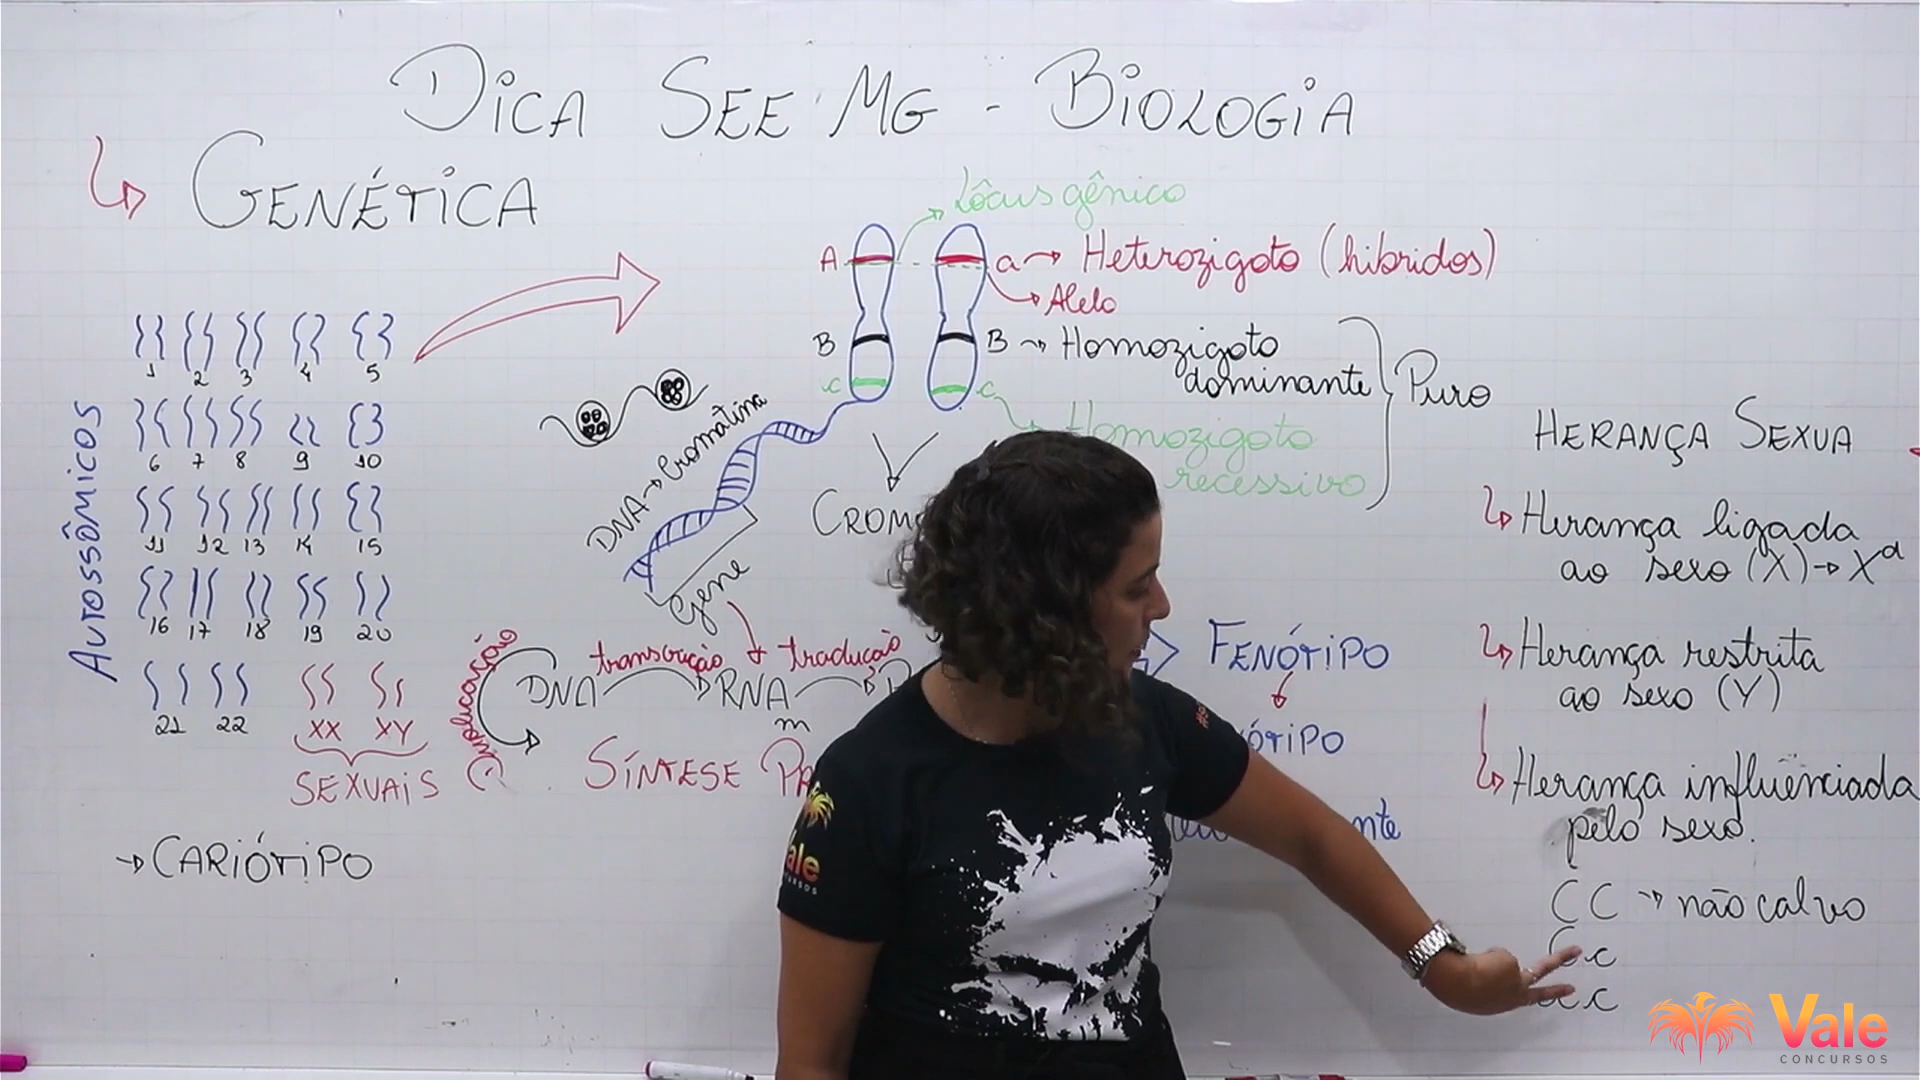 DICA SEE MG - BIOLOGIA
GENÉTICA
Lôcus gênico
A
a → Heterozigoto (híbridos)
→ Alelo
B
B → Homozigoto
dominante
Puro
c
c
Homozigoto
recessivo
AUTOSSÔMICOS
1 2 3 4 5
6 7 8 9 10
11 12 13 14 15
16 17 18 19 20
21 22
XX XY
SEXUAIS
→ CARIÓTIPO
DNA → Cromatina
Gene
duplicação
transcrição + tradução
DNA → RNA →
m
SÍNTESE
FENÓTIPO
HERANÇA SEXUA
Herança ligada
ao sexo (X) → Xᵈ
Herança restrita
ao sexo (Y)
Herança influenciada
pelo sexo.
CC → não calvo
Cc
Vale
CONCURSOS